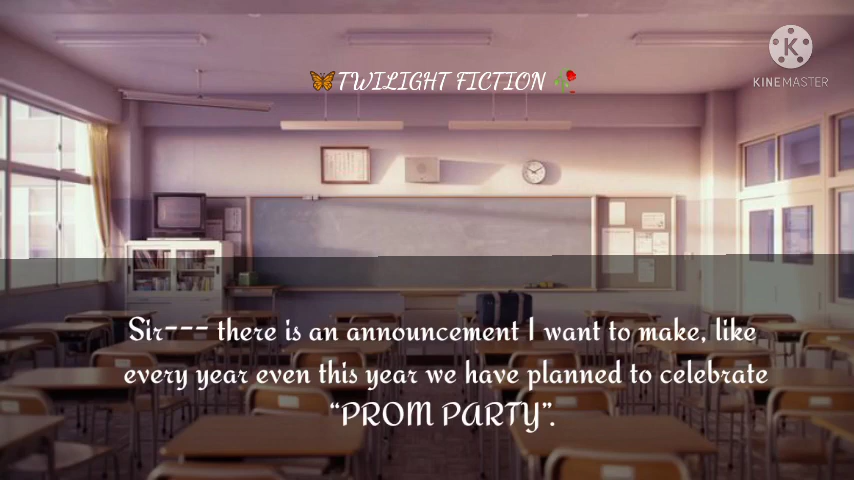 🦋TWILIGHT FICTION🥀
KINEMASTER
Sir--- there is an announcement I want to make, like
every year even this year we have planned to celebrate
“PROM PARTY”.